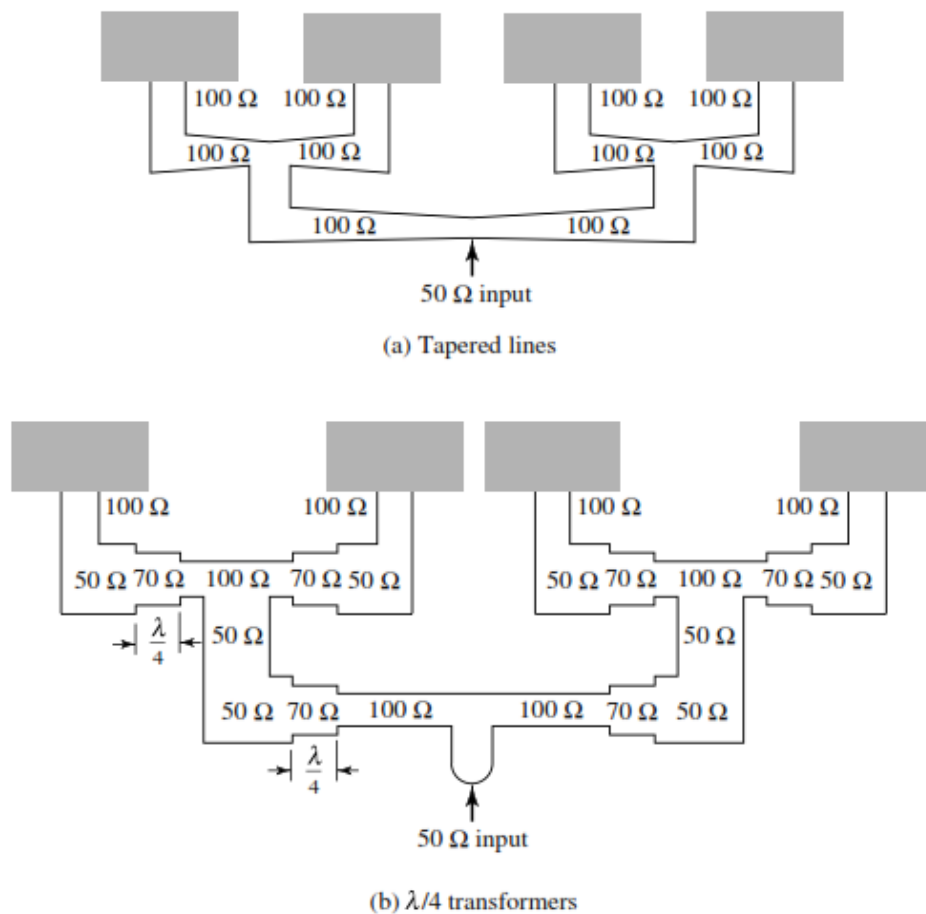 100 Ω 100 Ω 100 Ω 100 Ω
100 Ω 100 Ω 100 Ω 100 Ω
100 Ω 100 Ω
50 Ω input
(a) Tapered lines
100 Ω 100 Ω 100 Ω 100 Ω
50 Ω 70 Ω 100 Ω 70 Ω 50 Ω 50 Ω 70 Ω 100 Ω 70 Ω 50 Ω
λ/4 50 Ω 50 Ω
50 Ω 70 Ω 100 Ω 100 Ω 70 Ω 50 Ω
λ/4
50 Ω input
(b) λ/4 transformers